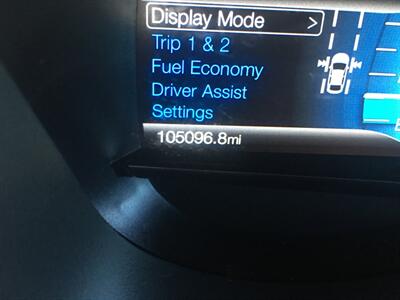 Display Mode >
Trip 1 & 2
Fuel Economy
Driver Assist
Settings
105096.8mi